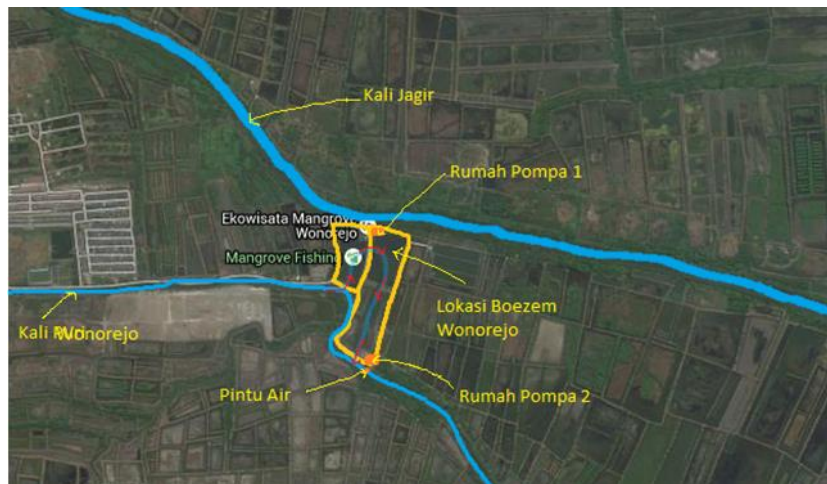 Kali Jagir
Rumah Pompa 1
Ekowisata Mangrove
Wonorejo
Mangrove Fishing
Lokasi Boezem
Wonorejo
Kali
Wonorejo
Pintu Air
Rumah Pompa 2